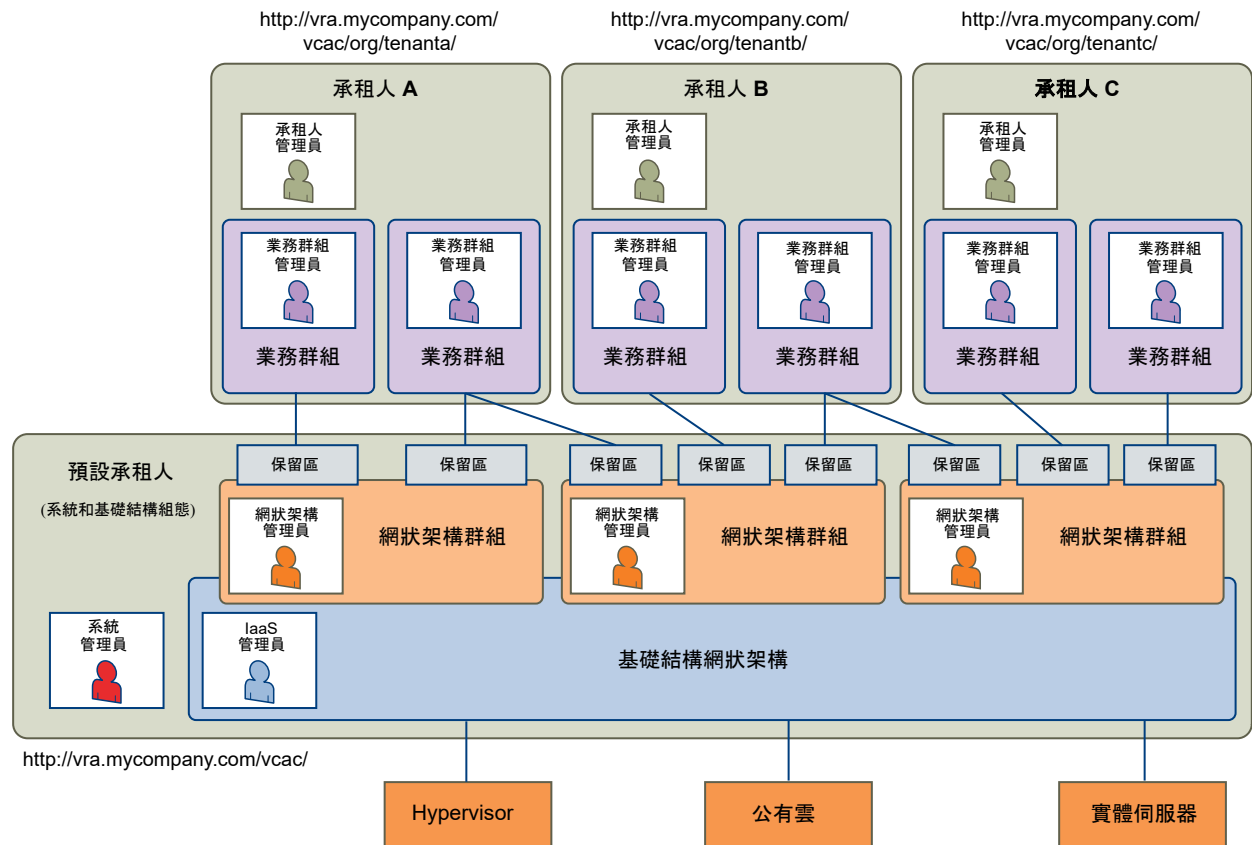 http://vra.mycompany.com/
vcac/org/tenanta/
http://vra.mycompany.com/
vcac/org/tenantb/
http://vra.mycompany.com/
vcac/org/tenantc/
承租人 A
承租人 B
承租人 C
承租人
管理員
承租人
管理員
承租人
管理員
業務群組
管理員
業務群組
管理員
業務群組
管理員
業務群組
管理員
業務群組
管理員
業務群組
管理員
業務群組
業務群組
業務群組
業務群組
業務群組
業務群組
保留區
保留區
保留區
保留區
保留區
保留區
保留區
保留區
預設承租人
(系統和基礎結構組態)
網狀架構
管理員
網狀架構群組
網狀架構
管理員
網狀架構群組
網狀架構
管理員
網狀架構群組
系統
管理員
IaaS
管理員
基礎結構網狀架構
http://vra.mycompany.com/vcac/
Hypervisor
公有雲
實體伺服器